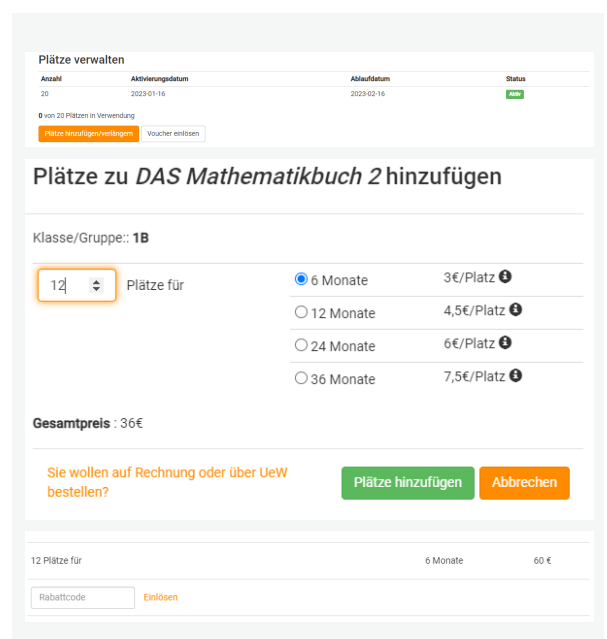 Plätze verwalten
Anzahl Aktivierungsdatum Ablaufdatum Status
20 2023-01-16 2023-02-16 Aktiv
0 von 20 Plätzen in Verwendung
Plätze hinzufügen/verlängern Voucher einlösen
Plätze zu DAS Mathematikbuch 2 hinzufügen
Klasse/Gruppe:: 1B
12 Plätze für 6 Monate 3€/Platz
12 Monate 4,5€/Platz
24 Monate 6€/Platz
36 Monate 7,5€/Platz
Gesamtpreis : 36€
Sie wollen auf Rechnung oder über UeW
bestellen?
Plätze hinzufügen Abbrechen
12 Plätze für 6 Monate 60 €
Rabattcode Einlösen